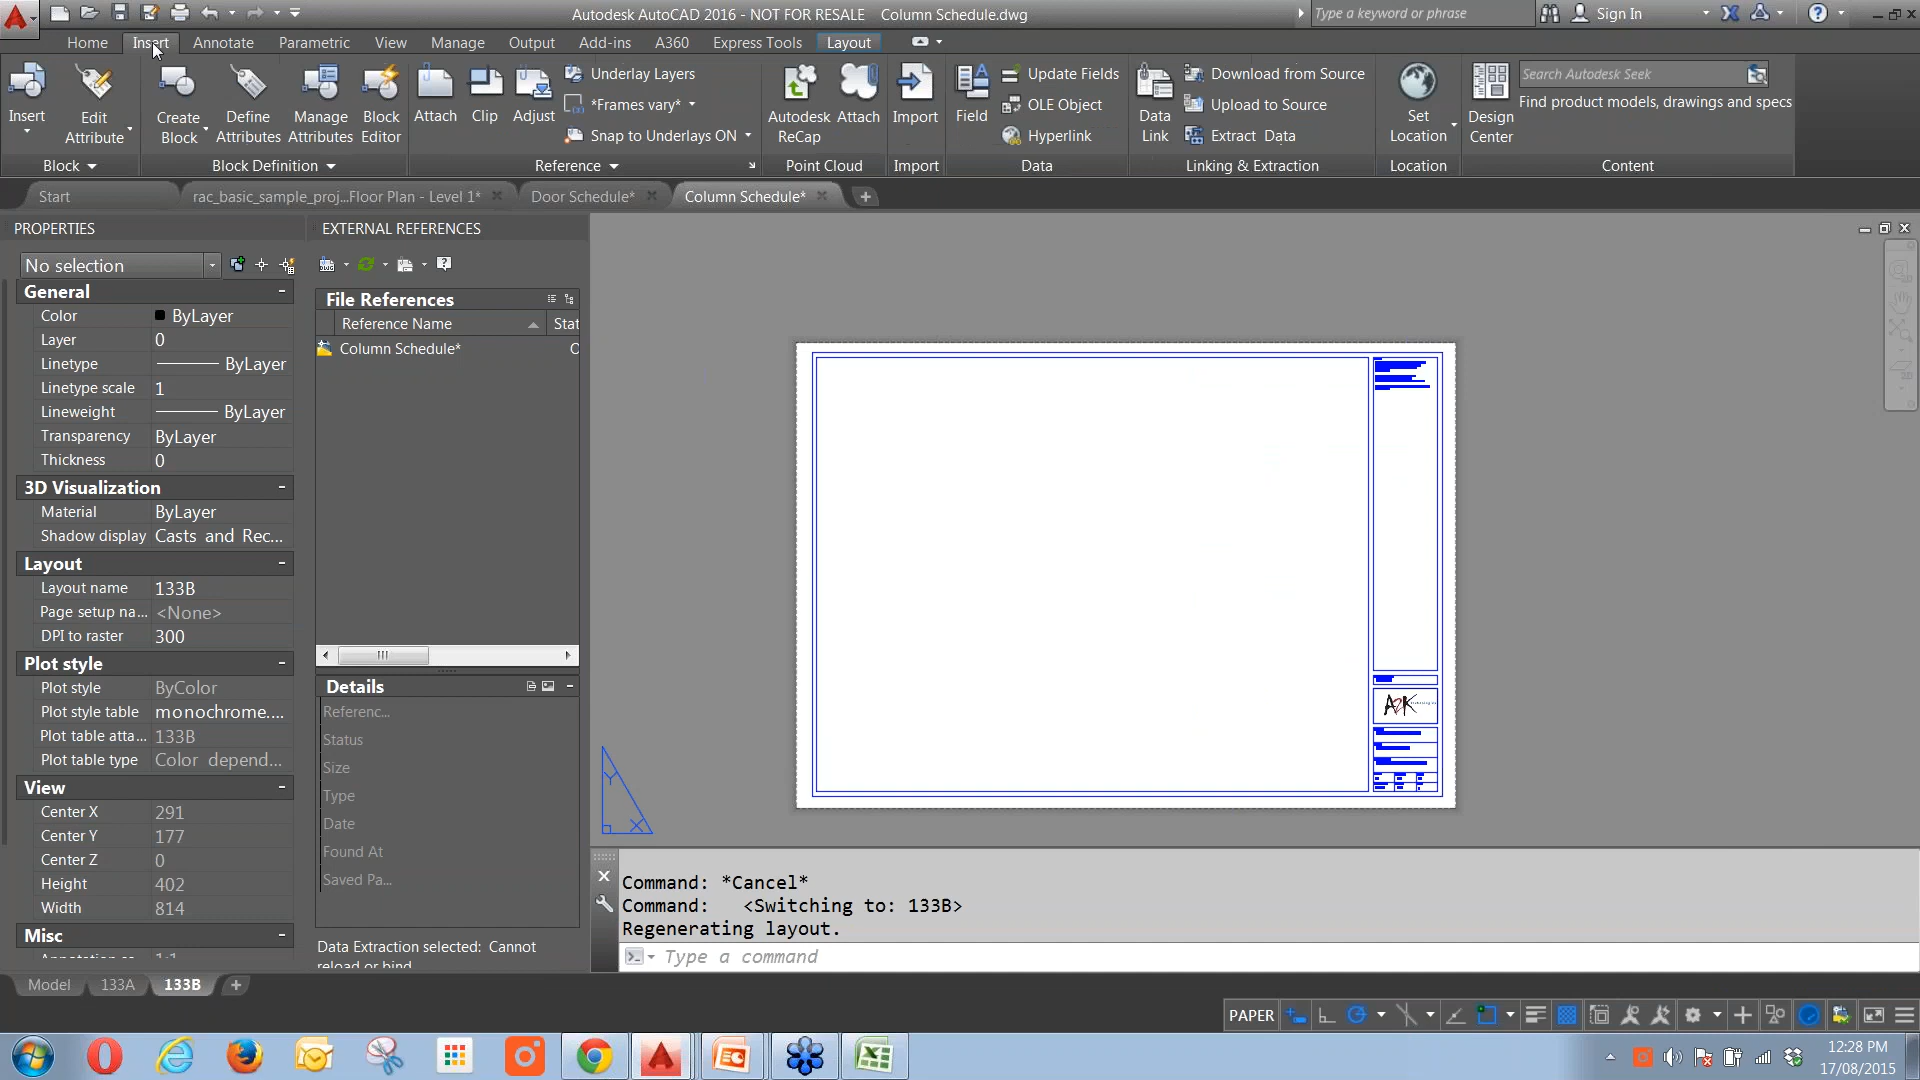 Autodesk AutoCAD 2016 - NOT FOR RESALE Column Schedule.dwg
Type a keyword or phrase
Sign In
Home Insert Annotate Parametric View Manage Output Add-ins A360 Express Tools Layout
Underlay Layers
Update Fields
Download from Source
Search Autodesk Seek
*Frames vary*
OLE Object
Upload to Source
Find product models, drawings and specs
Insert
Edit Attribute
Create Block
Define Attributes
Manage Attributes
Block Editor
Attach
Clip
Adjust
Snap to Underlays ON
Autodesk ReCap
Attach
Import
Field
Hyperlink
Data Link
Extract Data
Set Location
Design Center
Block
Block Definition
Reference
Point Cloud
Import
Data
Linking & Extraction
Location
Content
Start
rac_basic_sample_proj...Floor Plan - Level 1*
Door Schedule*
Column Schedule*
PROPERTIES
No selection
General
Color ByLayer
Layer 0
Linetype ByLayer
Linetype scale 1
Lineweight ByLayer
Transparency ByLayer
Thickness 0
3D Visualization
Material ByLayer
Shadow display Casts and Rec...
Layout
Layout name 133B
Page setup na... <None>
DPI to raster 300
Plot style
Plot style ByColor
Plot style table monochrome....
Plot table atta... 133B
Plot table type Color depend...
View
Center X 291
Center Y 177
Center Z 0
Height 402
Width 814
Misc
EXTERNAL REFERENCES
File References
Reference Name Stat
Column Schedule* O
Details
Referenc...
Status
Size
Type
Date
Found At
Saved Pa...
Data Extraction selected: Cannot
reload or bind
A2K
Y
X
Command: *Cancel*
Command: <Switching to: 133B>
Regenerating layout.
Type a command
Model 133A 133B
PAPER
12:28 PM
17/08/2015